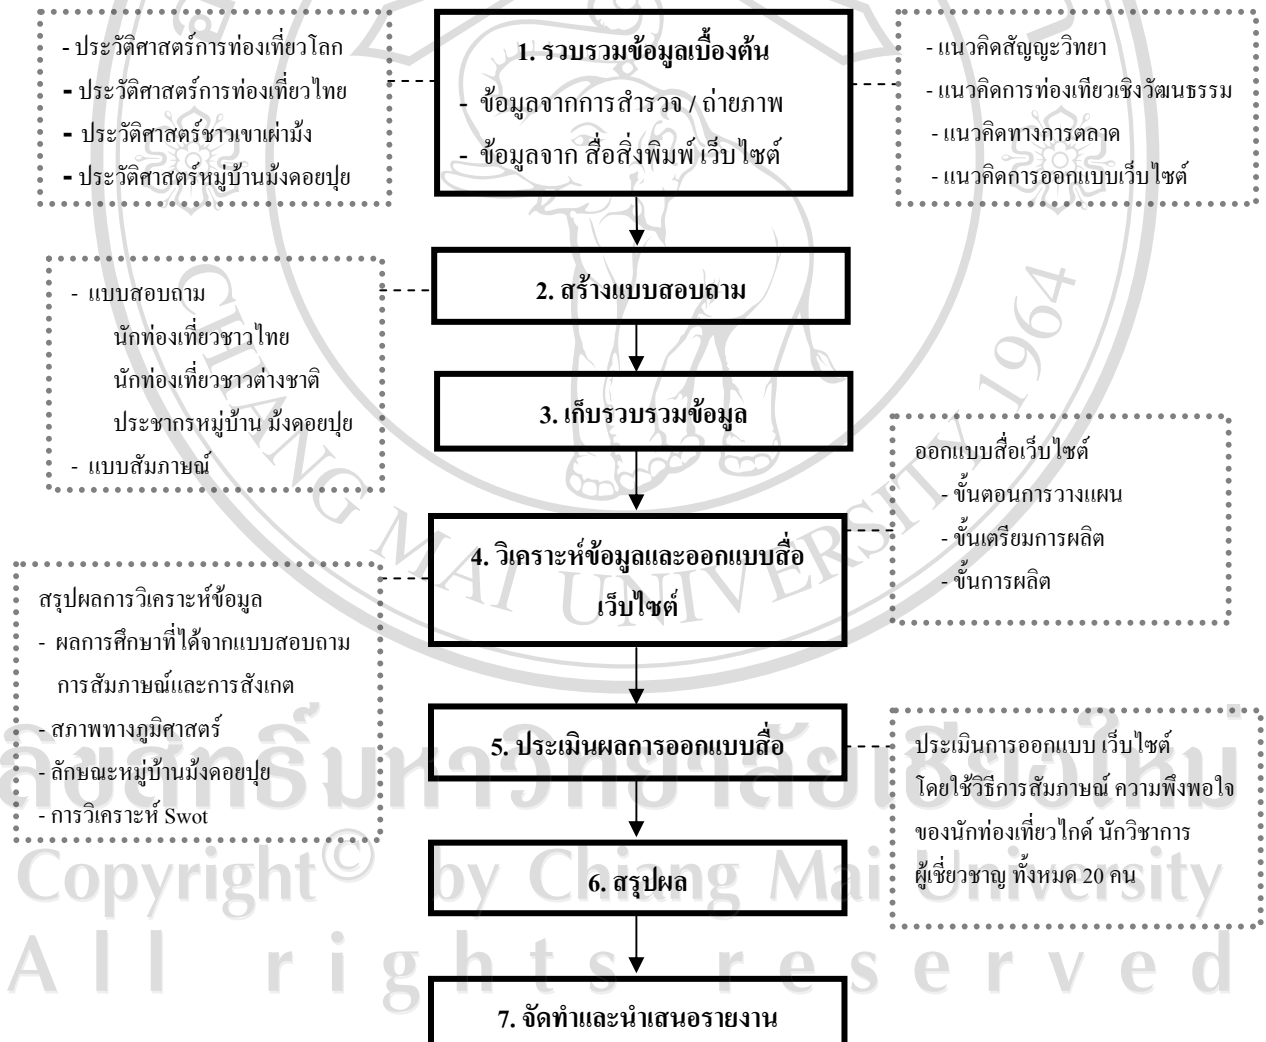 - ประวัติศาสตร์การท่องเที่ยวโลก
- ประวัติศาสตร์การท่องเที่ยวไทย
- ประวัติศาสตร์ชาวเขาเผ่าม้ง
- ประวัติศาสตร์หมู่บ้านม้งดอยปุย
1. รวบรวมข้อมูลเบื้องต้น
- ข้อมูลจากการสำรวจ / ถ่ายภาพ
- ข้อมูลจาก สื่อสิ่งพิมพ์ เว็บไซต์
- แนวคิดสัญญะวิทยา
- แนวคิดการท่องเทียวเชิงวัฒนธรรม
- แนวคิดทางการตลาด
- แนวคิดการออกแบบเว็บไซต์
2. สร้างแบบสอบถาม
- แบบสอบถาม
นักท่องเที่ยวชาวไทย
นักท่องเที่ยวชาวต่างชาติ
ประชากรหมู่บ้าน ม้งดอยปุย
- แบบสัมภาษณ์
3. เก็บรวบรวมข้อมูล
ออกแบบสื่อเว็บไซต์
- ขั้นตอนการวางแผน
- ขั้นเตรียมการผลิต
- ขั้นการผลิต
4. วิเคราะห์ข้อมูลและออกแบบสื่อ
เว็บไซต์
สรุปผลการวิเคราะห์ข้อมูล
- ผลการศึกษาที่ได้จากแบบสอบถาม
การสัมภาษณ์และการสังเกต
- สภาพทางภูมิศาสตร์
- ลักษณะหมู่บ้านม้งดอยปุย
- การวิเคราะห์ Swot
5. ประเมินผลการออกแบบสื่อ
ประเมินการออกแบบ เว็บไซต์
โดยใช้วิธีการสัมภาษณ์ ความพึงพอใจ
ของนักท่องเที่ยว ไกด์ นักวิชาการ
ผู้เชี่ยวชาญ ทั้งหมด 20 คน
6. สรุปผล
7. จัดทำและนำเสนอรายงาน
CHIANG MAI UNIVERSITY 1964
ลิขสิทธิ์มหาวิทยาลัยเชียงใหม่
Copyright© by Chiang Mai University
All rights reserved